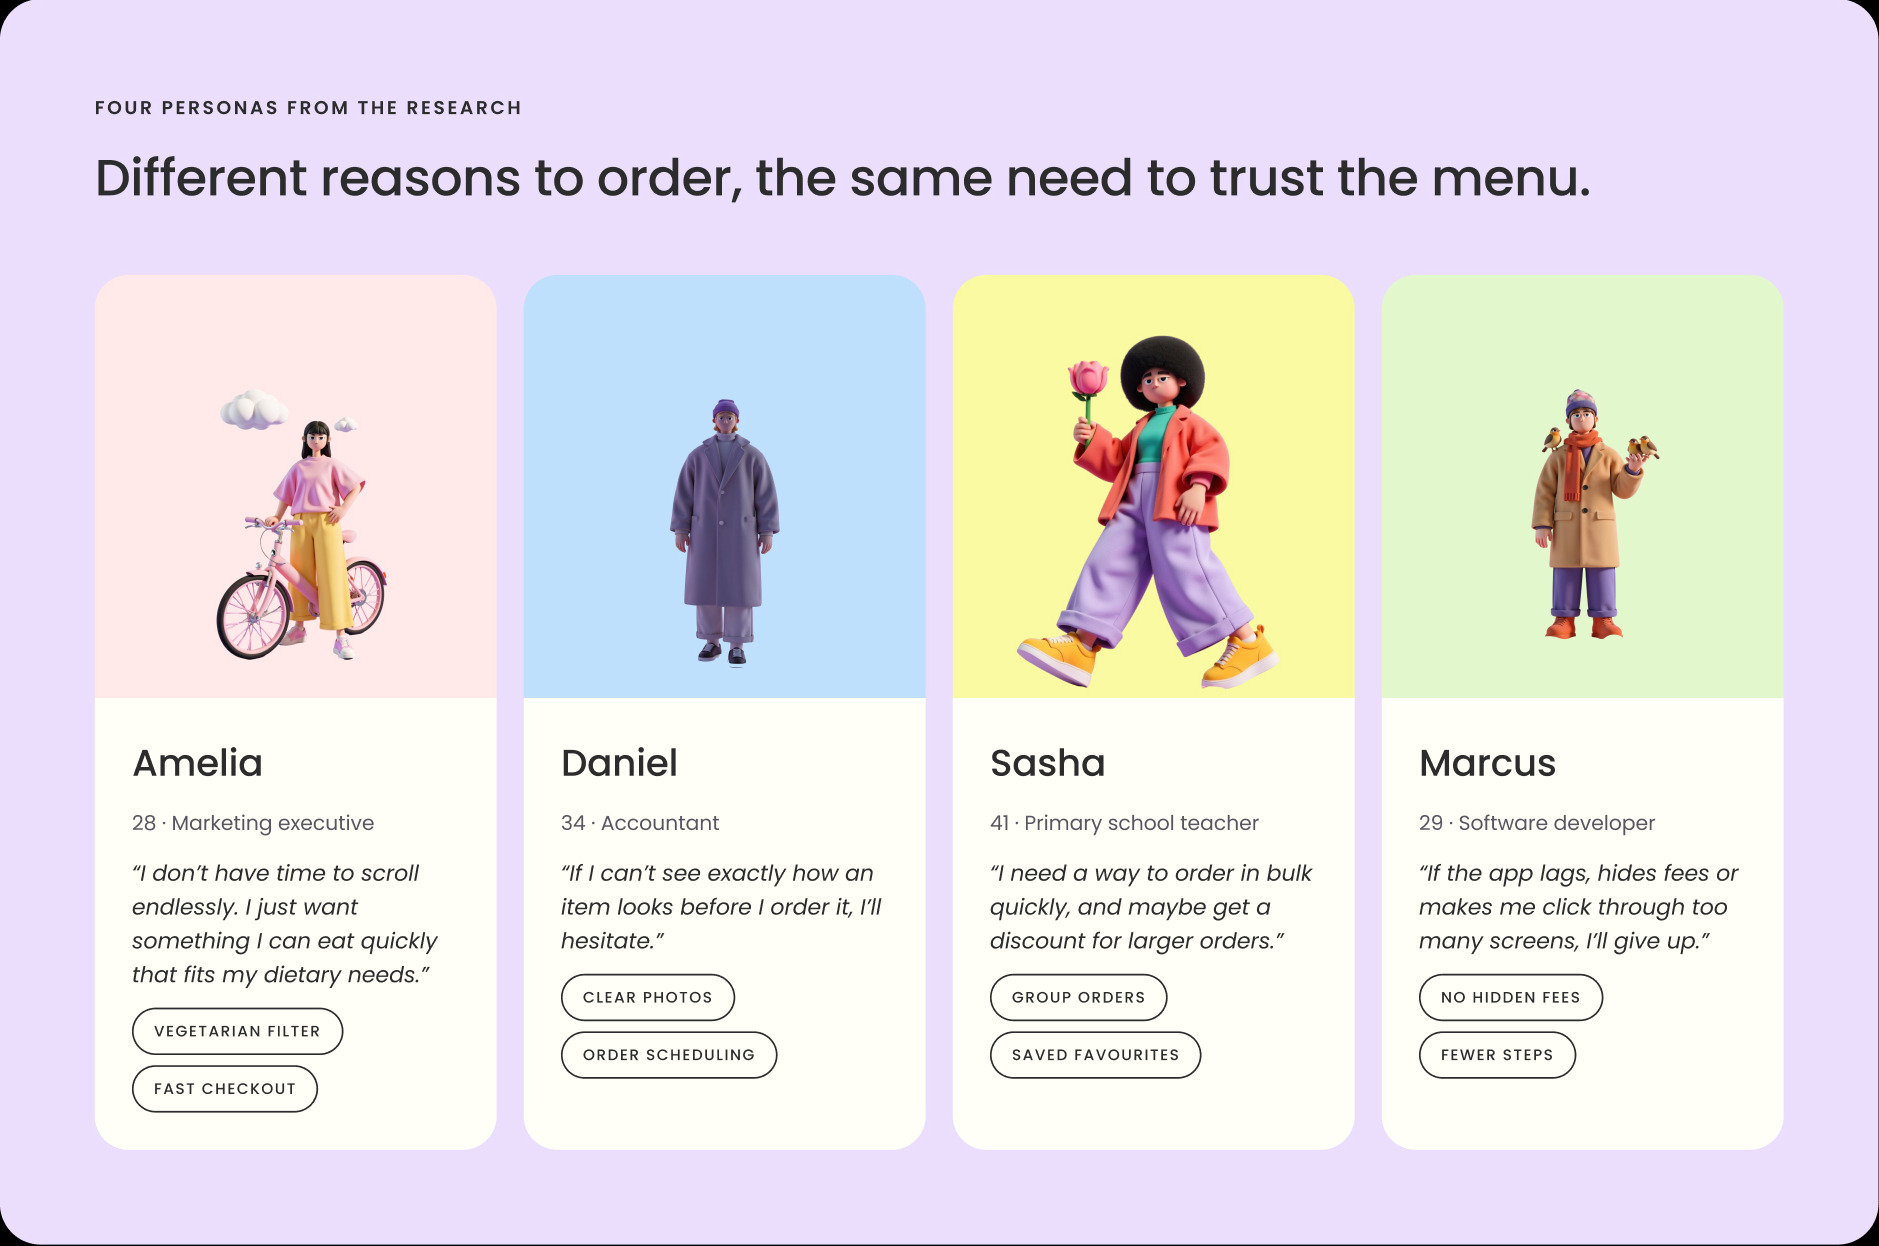 FOUR PERSONAS FROM THE RESEARCH
Different reasons to order, the same need to trust the menu.
Amelia
28 · Marketing executive
“I don’t have time to scroll
endlessly. I just want
something I can eat quickly
that fits my dietary needs.”
VEGETARIAN FILTER
FAST CHECKOUT
Daniel
34 · Accountant
“If I can’t see exactly how an
item looks before I order it, I’ll
hesitate.”
CLEAR PHOTOS
ORDER SCHEDULING
Sasha
41 · Primary school teacher
“I need a way to order in bulk
quickly, and maybe get a
discount for larger orders.”
GROUP ORDERS
SAVED FAVOURITES
Marcus
29 · Software developer
“If the app lags, hides fees or
makes me click through too
many screens, I’ll give up.”
NO HIDDEN FEES
FEWER STEPS